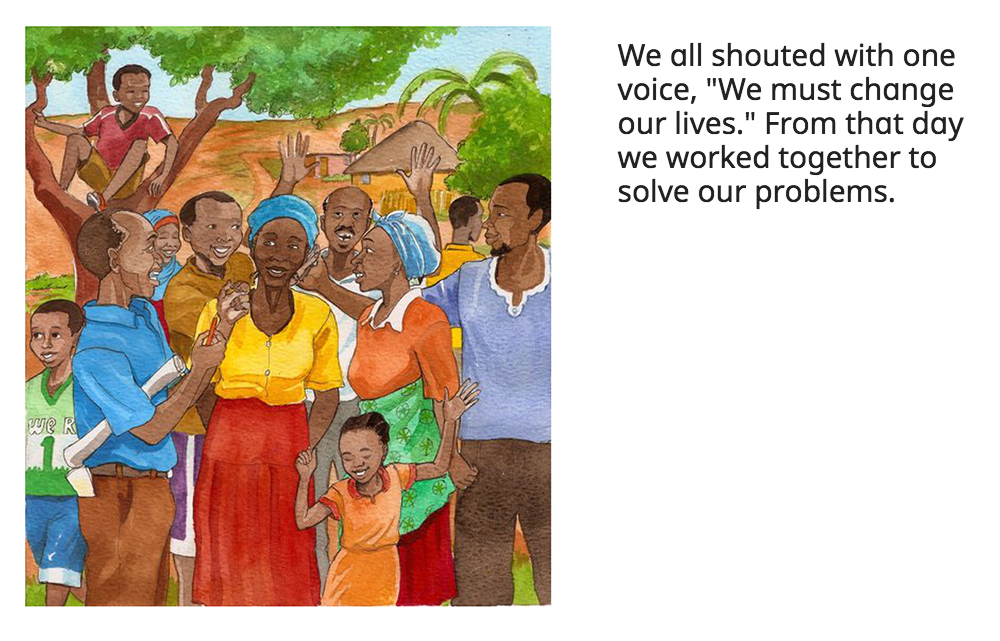 We all shouted with one
voice, "We must change
our lives." From that day
we worked together to
solve our problems.
We R
1